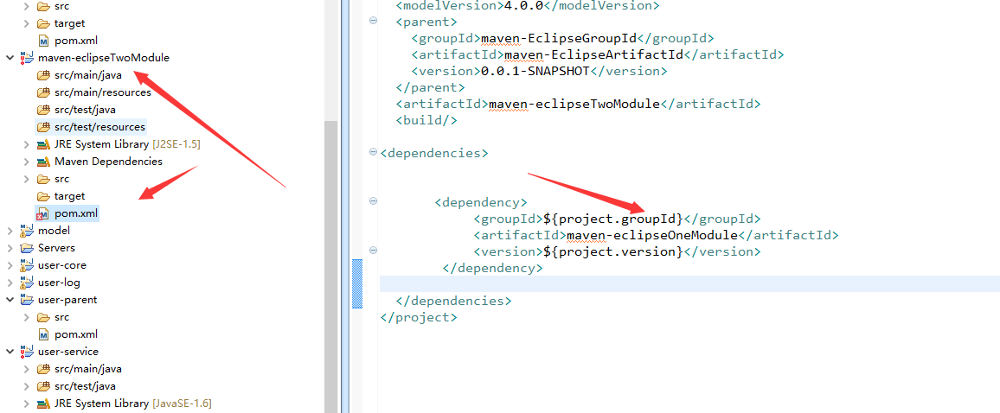 src
target
pom.xml
maven-eclipseTwoModule
src/main/java
src/main/resources
src/test/java
src/test/resources
JRE System Library [J2SE-1.5]
Maven Dependencies
src
target
pom.xml
model
Servers
user-core
user-log
user-parent
src
pom.xml
user-service
src/main/java
src/test/java
JRE System Library [JavaSE-1.6]
<modelVersion>4.0.0</modelVersion>
<parent>
<groupId>maven-EclipseGroupId</groupId>
<artifactId>maven-EclipseArtifactId</artifactId>
<version>0.0.1-SNAPSHOT</version>
</parent>
<artifactId>maven-eclipseTwoModule</artifactId>
<build/>
<dependencies>
<dependency>
<groupId>${project.groupId}</groupId>
<artifactId>maven-eclipseOneModule</artifactId>
<version>${project.version}</version>
</dependency>
</dependencies>
</project>